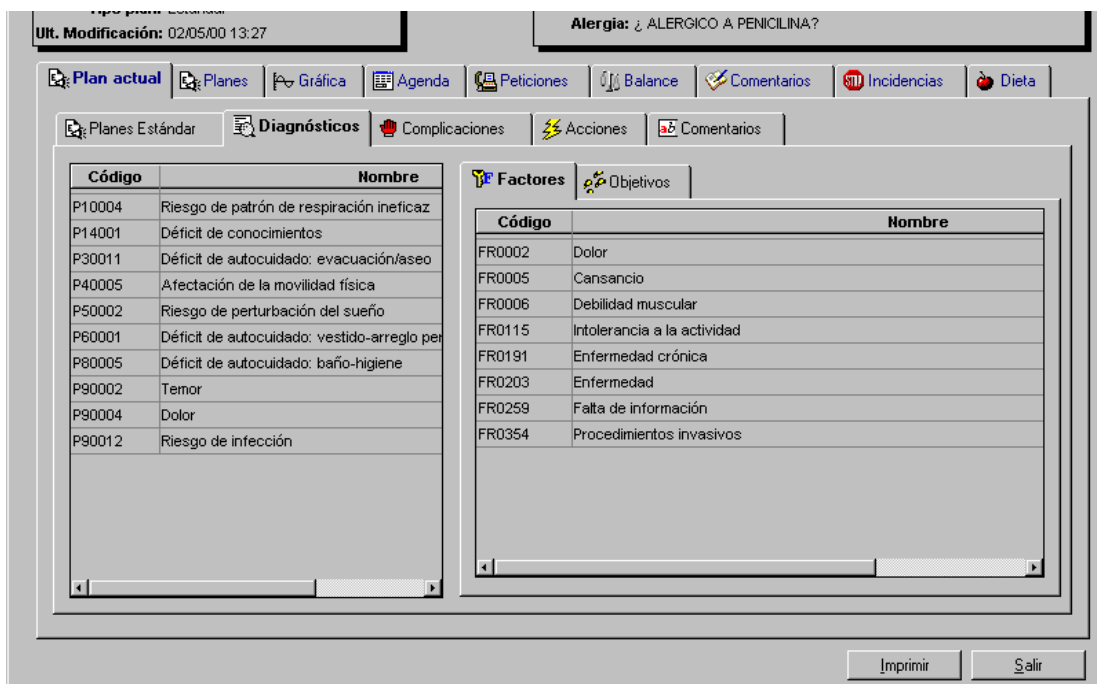 Tipo plan: Estándar
Ult. Modificación: 02/05/00 13:27
Alergia: ¿ ALERGICO A PENICILINA?
Plan actual Planes Gráfica Agenda Peticiones Balance Comentarios Incidencias Dieta
Planes Estándar Diagnósticos Complicaciones Acciones Comentarios
Código Nombre
P10004 Riesgo de patrón de respiración ineficaz
P14001 Déficit de conocimientos
P30011 Déficit de autocuidado: evacuación/aseo
P40005 Afectación de la movilidad física
P50002 Riesgo de perturbación del sueño
P60001 Déficit de autocuidado: vestido-arreglo per
P80005 Déficit de autocuidado: baño-higiene
P90002 Temor
P90004 Dolor
P90012 Riesgo de infección
Factores Objetivos
Código Nombre
FR0002 Dolor
FR0005 Cansancio
FR0006 Debilidad muscular
FR0115 Intolerancia a la actividad
FR0191 Enfermedad crónica
FR0203 Enfermedad
FR0259 Falta de información
FR0354 Procedimientos invasivos
Imprimir Salir